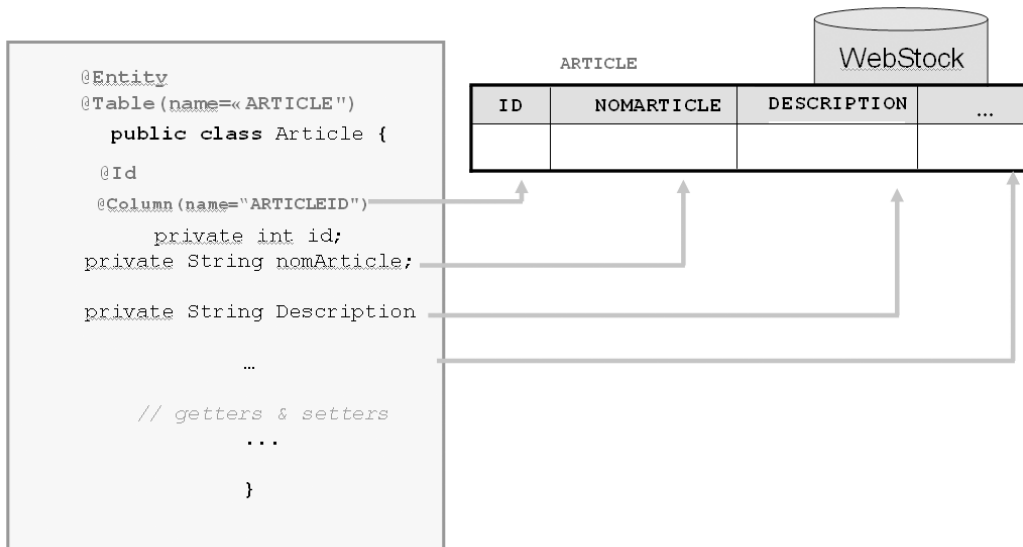 @Entity
@Table(name=« ARTICLE")
public class Article {
@Id
@Column(name=“ARTICLEID")
private int id;
private String nomArticle;
private String Description
…
// getters & setters
...
}
WebStock
ARTICLE
ID NOMARTICLE DESCRIPTION …